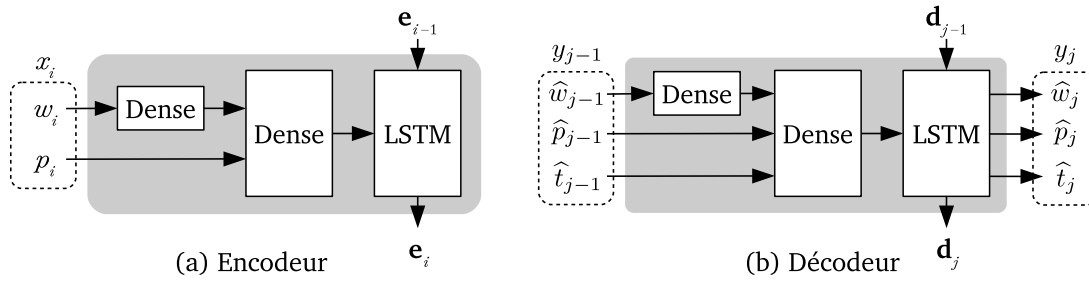 e_{i-1}
x_i
w_i
Dense
Dense
LSTM
p_i
e_i
(a) Encodeur
d_{j-1}
y_{j-1}
y_j
ŵ_{j-1}
Dense
ŵ_j
p̂_{j-1}
Dense
LSTM
p̂_j
t̂_{j-1}
t̂_j
d_j
(b) Décodeur